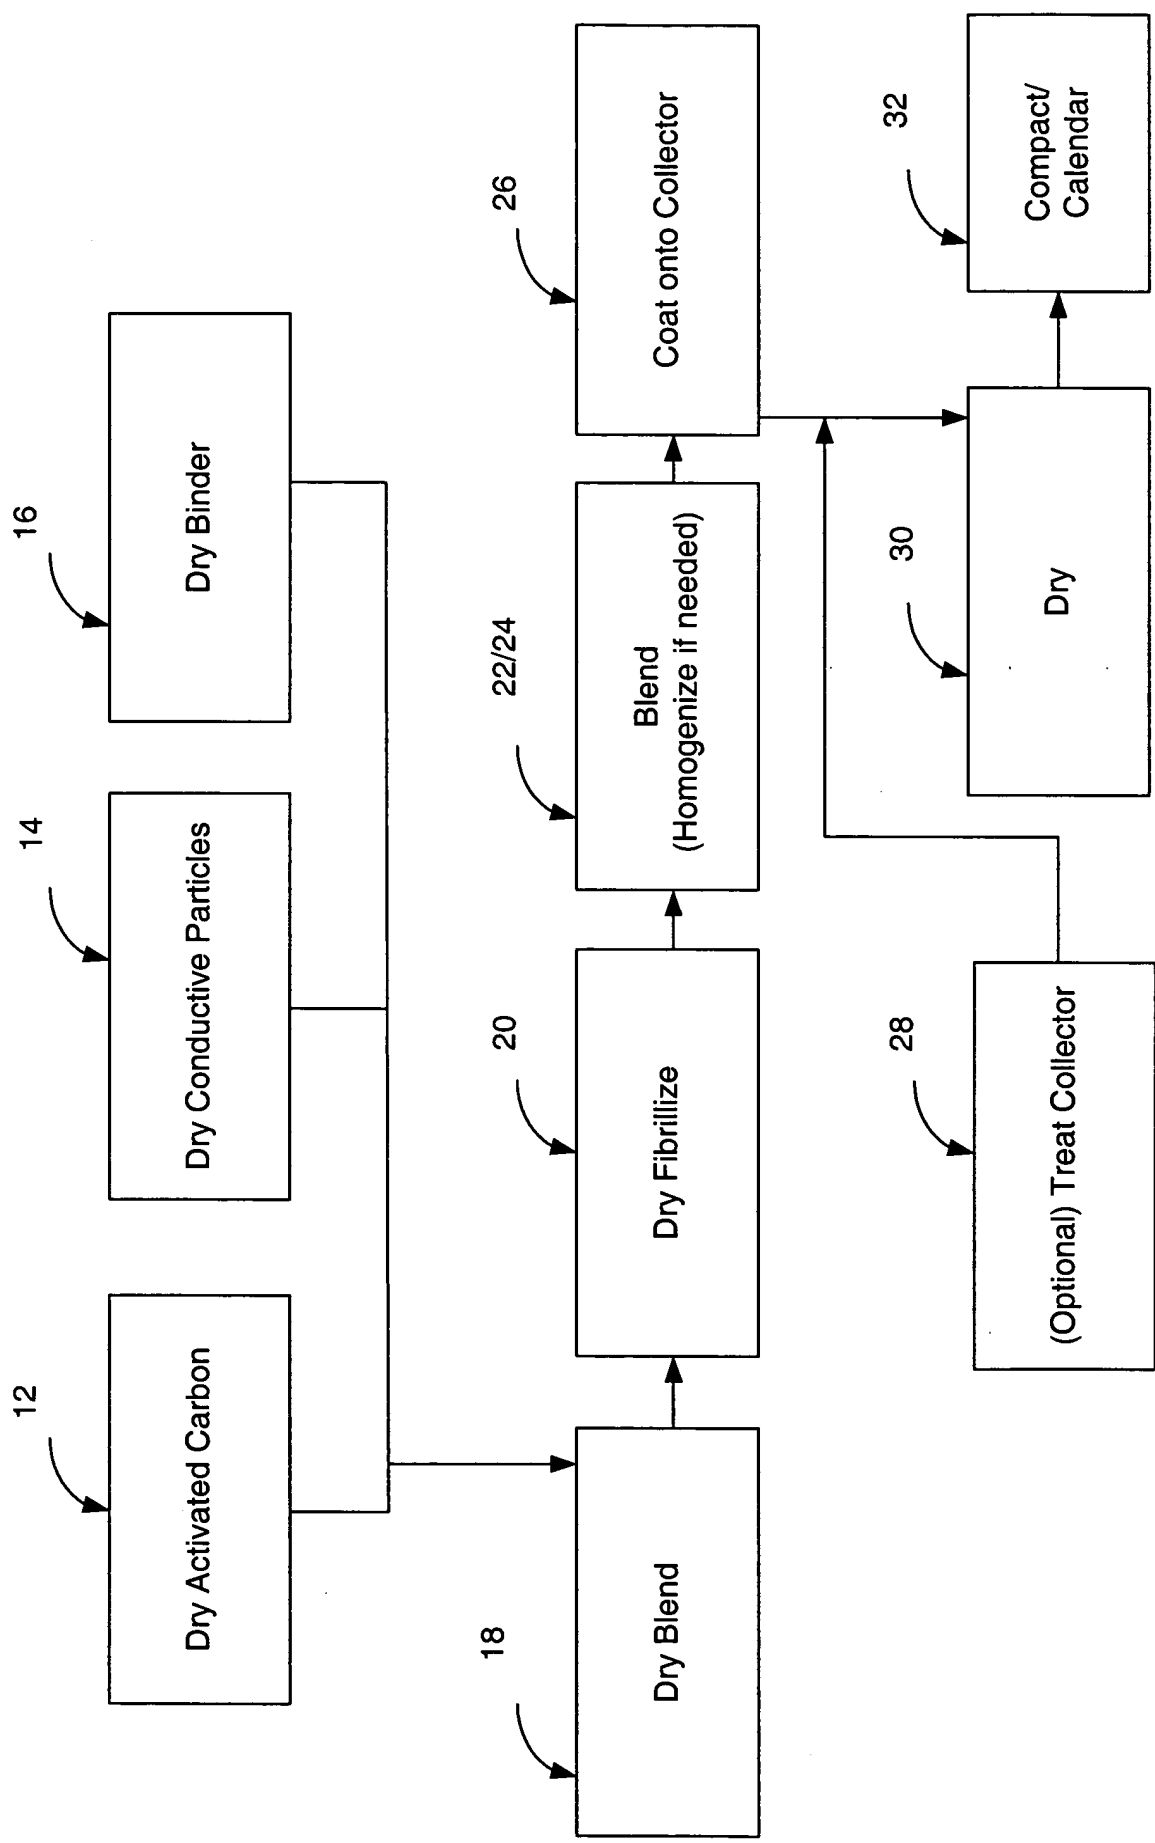 12
Dry Activated Carbon
14
Dry Conductive Particles
16
Dry Binder
18
Dry Blend
20
Dry Fibrillize
22/24
Blend
(Homogenize if needed)
26
Coat onto Collector
28
(Optional) Treat Collector
30
Dry
32
Compact/
Calendar